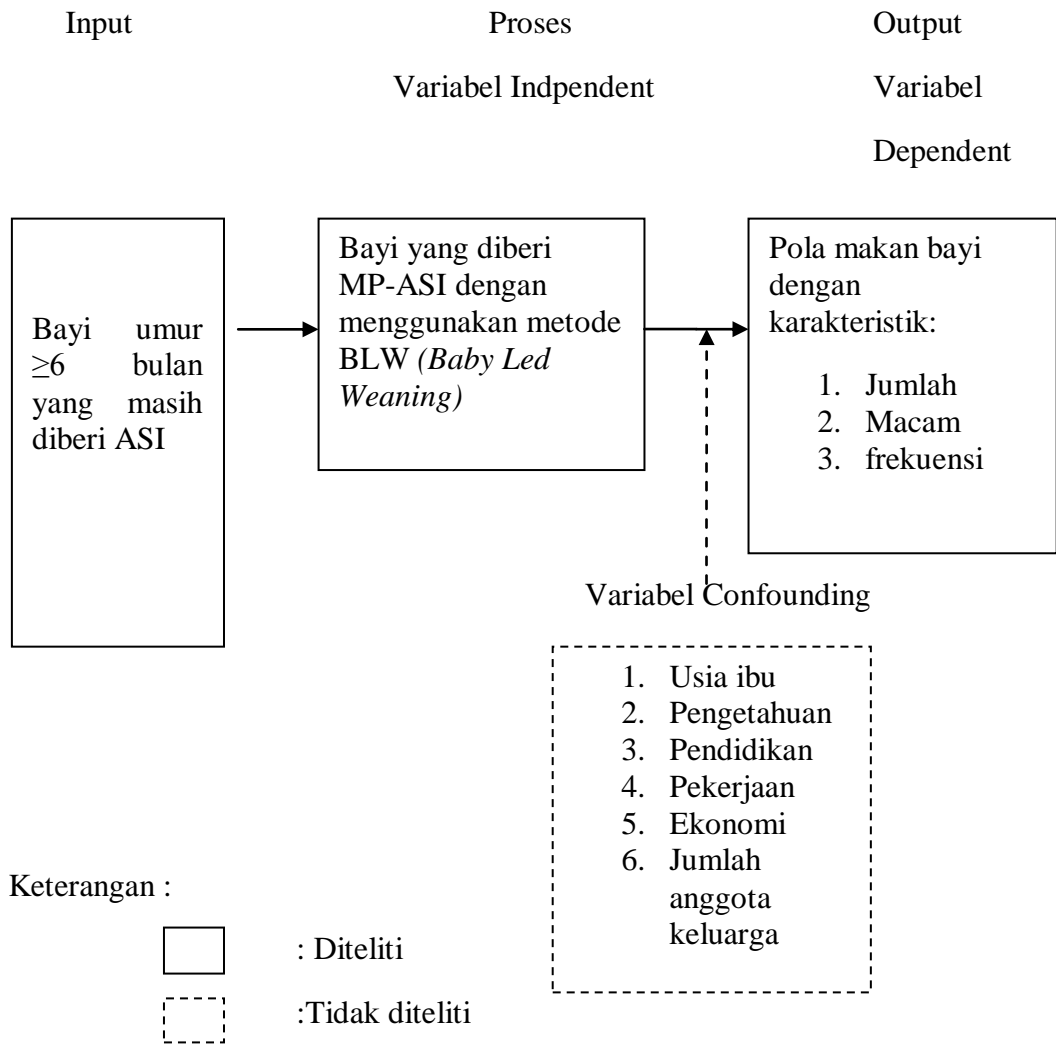 Input
Proses
Output
Variabel Indpendent
Variabel
Dependent
Bayi umur
≥6 bulan
yang masih
diberi ASI
Bayi yang diberi
MP-ASI dengan
menggunakan metode
BLW (Baby Led
Weaning)
Pola makan bayi
dengan
karakteristik:
1. Jumlah
2. Macam
3. frekuensi
Variabel Confounding
1. Usia ibu
2. Pengetahuan
3. Pendidikan
4. Pekerjaan
5. Ekonomi
6. Jumlah
anggota
keluarga
Keterangan :
: Diteliti
:Tidak diteliti